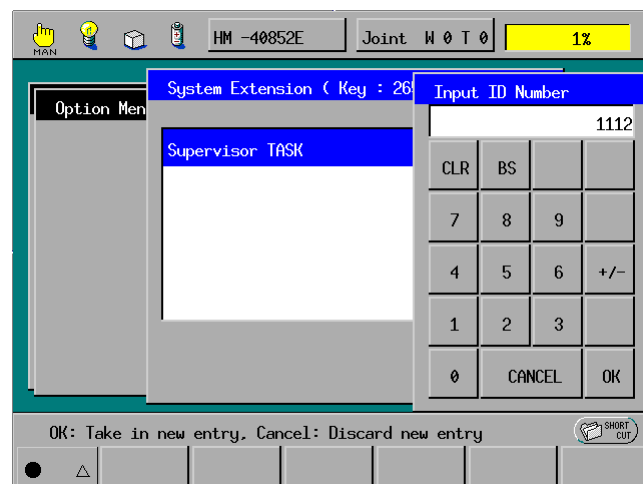 MAN
HM -40852E
Joint W 0 T 0
1%
System Extension ( Key : 265
Input ID Number
Option Men
1112
Supervisor TASK
CLR BS
7 8 9
4 5 6 +/-
1 2 3
0 CANCEL OK
OK: Take in new entry, Cancel: Discard new entry
SHORT
CUT